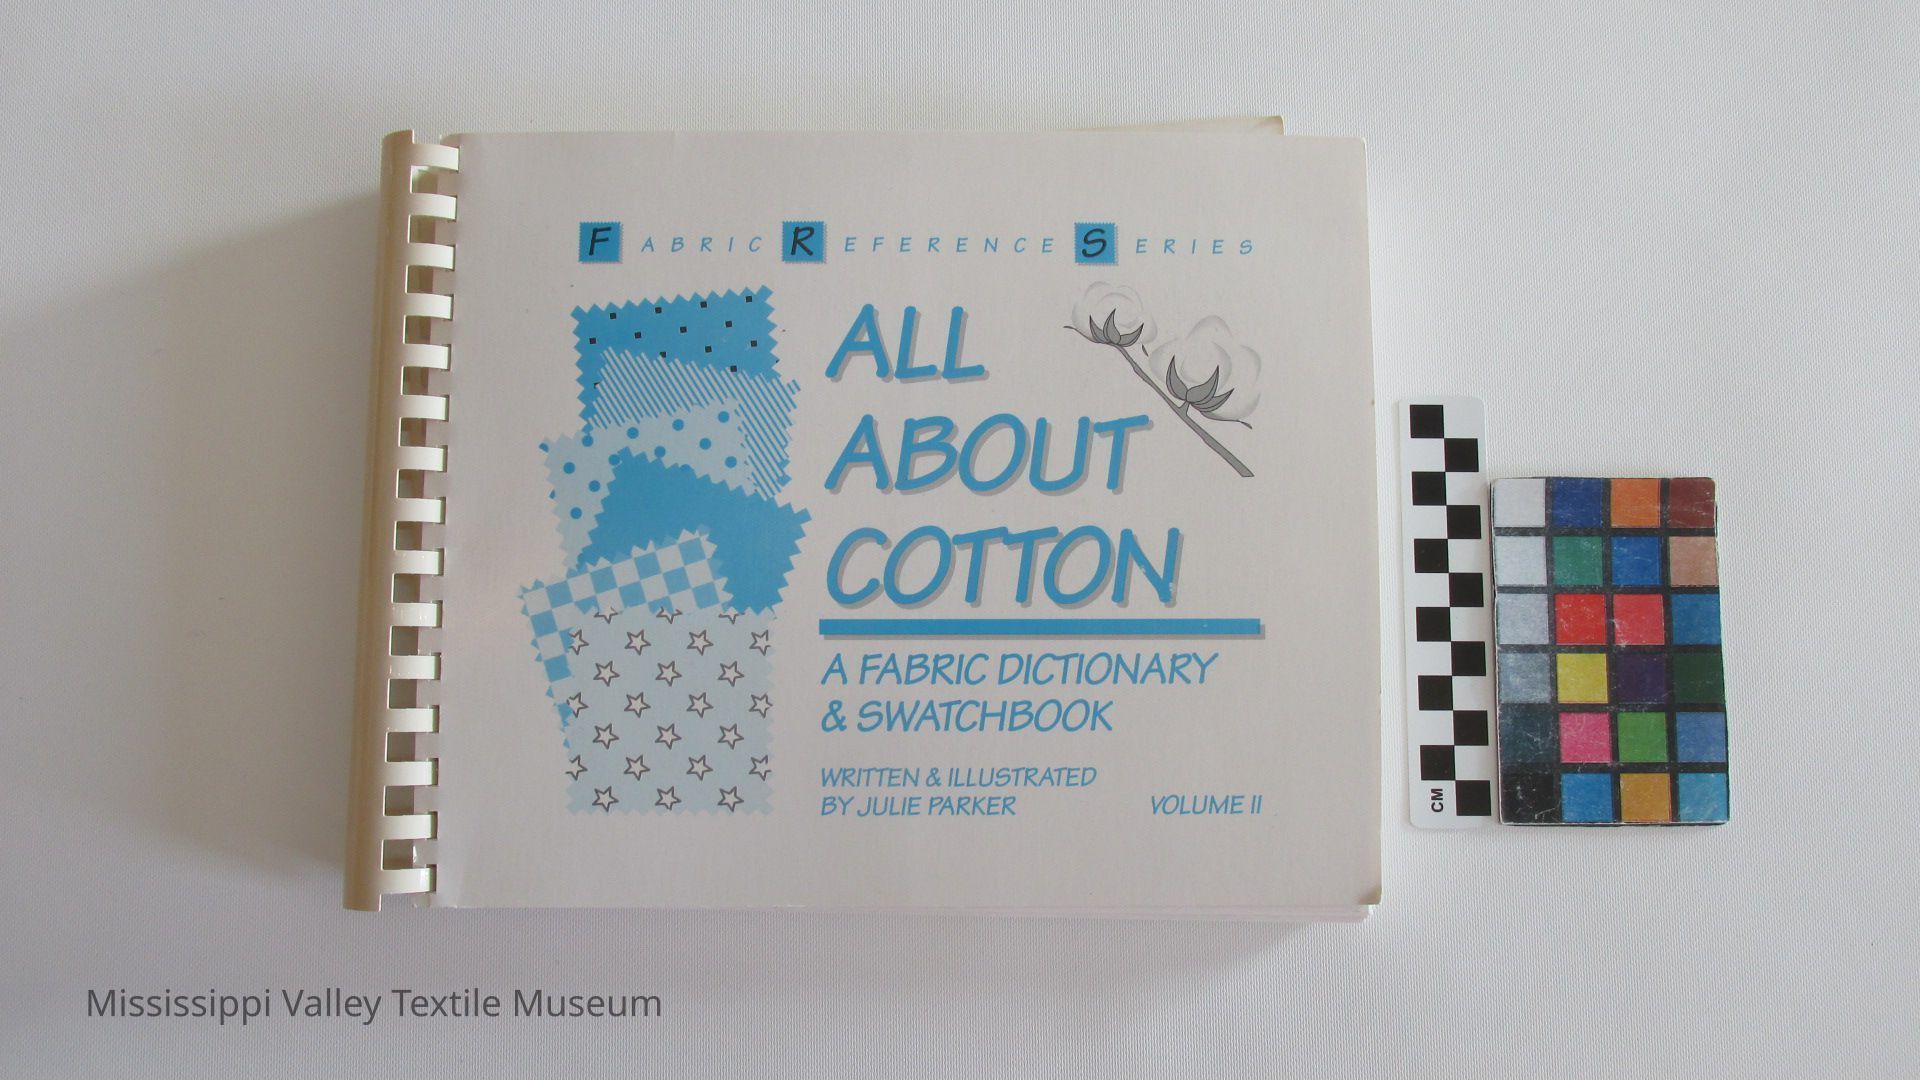 FABRIC REFERENCE SERIES
ALL
ABOUT
COTTON
A FABRIC DICTIONARY
& SWATCHBOOK
WRITTEN & ILLUSTRATED
BY JULIE PARKER
VOLUME II
CM
Mississippi Valley Textile Museum